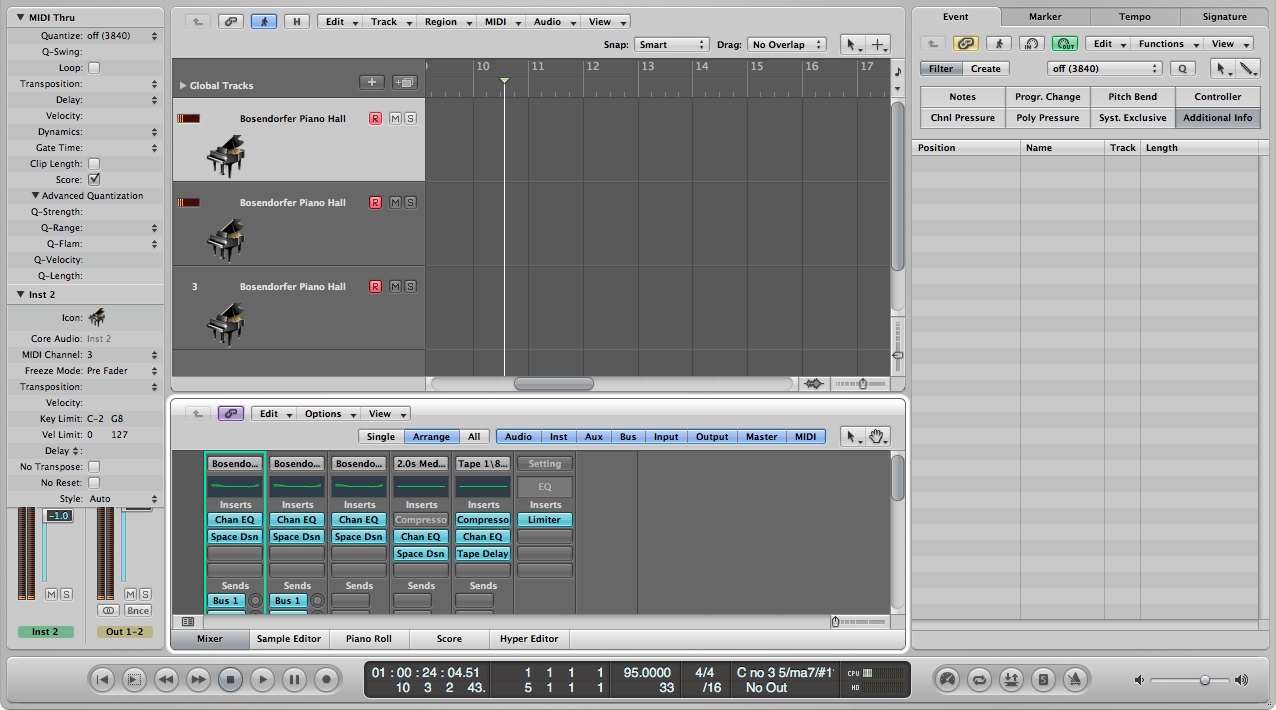 MIDI Thru
Quantize: off (3840)
Q-Swing:
Loop:
Transposition:
Delay:
Velocity:
Dynamics:
Gate Time:
Clip Length:
Score:
Advanced Quantization
Q-Strength:
Q-Range:
Q-Flam:
Q-Velocity:
Q-Length:
Inst 2
Icon:
Core Audio: Inst 2
MIDI Channel: 3
Freeze Mode: Pre Fader
Transposition:
Velocity:
Key Limit: C-2 G8
Vel Limit: 0 127
Delay :
No Transpose:
No Reset:
Style: Auto
-1.0
M S M S
Bnce
Inst 2 Out 1-2
H Edit Track Region MIDI Audio View
Snap: Smart Drag: No Overlap
Global Tracks
10 11 12 13 14 15 16 17
Bosendorfer Piano Hall R M S
Bosendorfer Piano Hall R M S
3 Bosendorfer Piano Hall R M S
Edit Options View
Single Arrange All Audio Inst Aux Bus Input Output Master MIDI
Bosendo... Bosendo... Bosendo... 2.0s Med... Tape 1\8... Setting
EQ
Inserts Inserts Inserts Inserts Inserts Inserts
Chan EQ Chan EQ Chan EQ Compresso Compresso Limiter
Space Dsn Space Dsn Space Dsn Chan EQ Chan EQ
Space Dsn Tape Delay
Sends Sends Sends Sends Sends
Bus 1 Bus 1
Mixer Sample Editor Piano Roll Score Hyper Editor
Event Marker Tempo Signature
IN OUT Edit Functions View
Filter Create off (3840) Q
Notes Progr. Change Pitch Bend Controller
Chnl Pressure Poly Pressure Syst. Exclusive Additional Info
Position Name Track Length
01 : 00 : 24 : 04.51 1 1 1 1 95.0000 4/4 C no 3 5/ma7/#1 CPU
10 3 2 43. 5 1 1 1 33 /16 No Out HD
S